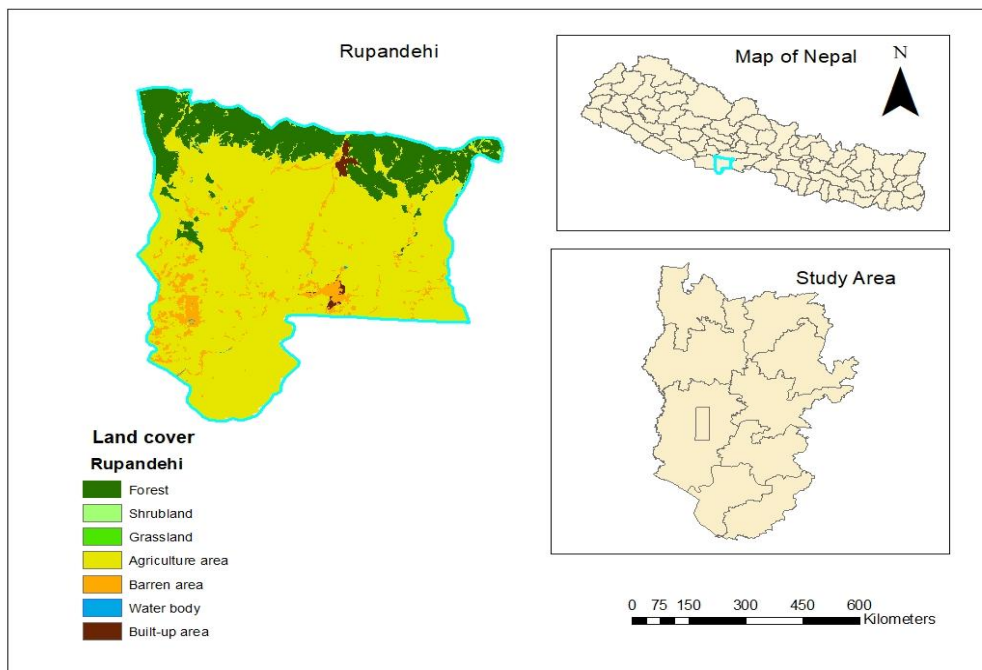 Rupandehi
Map of Nepal
N
Study Area
Land cover
Rupandehi
Forest
Shrubland
Grassland
Agriculture area
Barren area
Water body
Built-up area
0 75 150 300 450 600
Kilometers